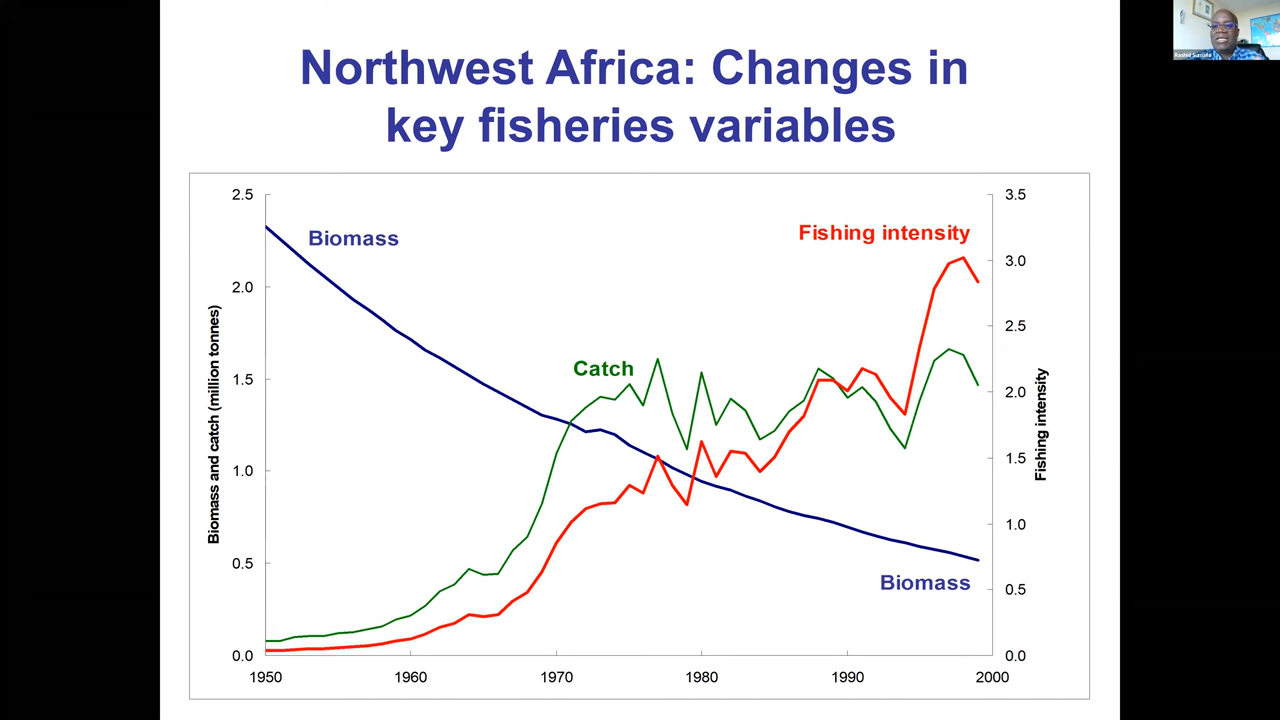 Northwest Africa: Changes in
key fisheries variables
Rashid Sumaila
Biomass
Fishing intensity
Catch
Biomass
Biomass and catch (million tonnes)
2.5
2.0
1.5
1.0
0.5
0.0
Fishing intensity
3.5
3.0
2.5
2.0
1.5
1.0
0.5
0.0
1950
1960
1970
1980
1990
2000